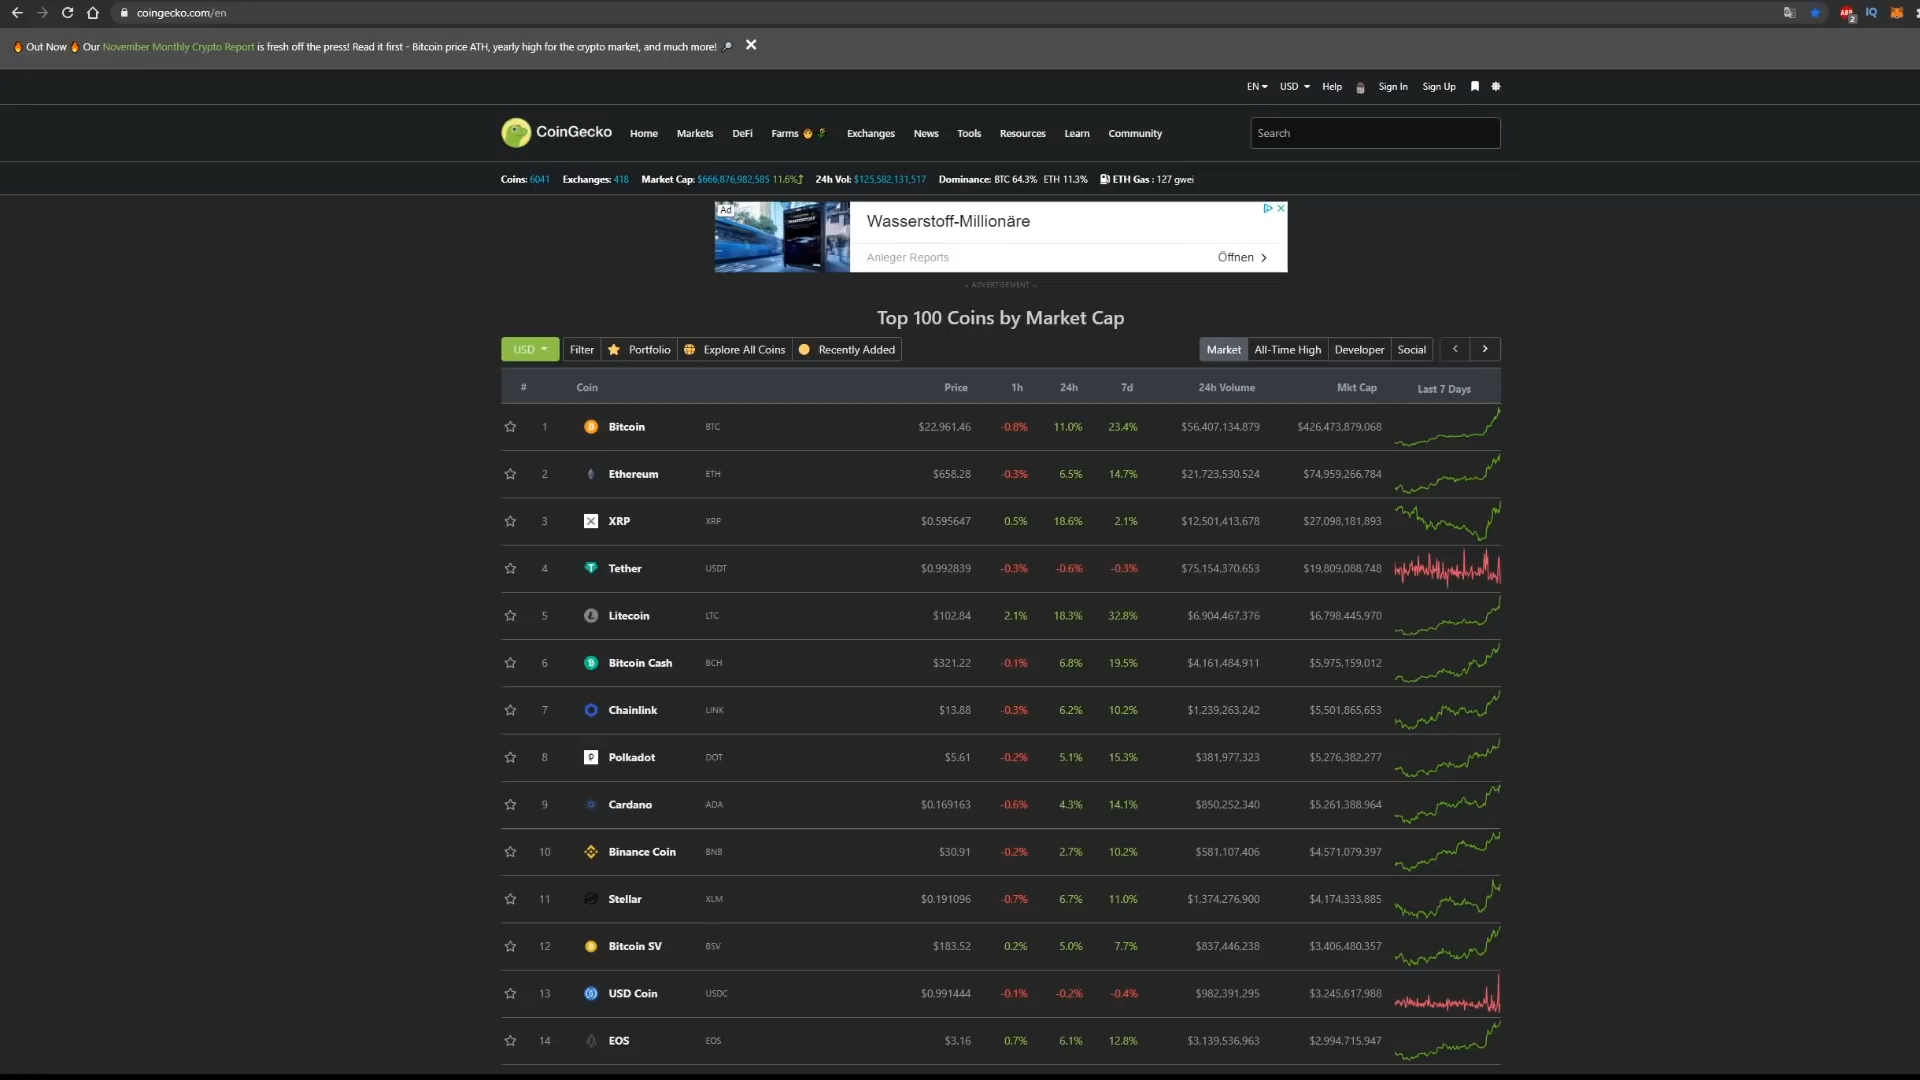 coingecko.com/en
ABP 2 IQ
🔥 Out Now 🔥 Our November Monthly Crypto Report is fresh off the press! Read it first - Bitcoin price ATH, yearly high for the crypto market, and much more! 🔎 ✕
EN USD Help Sign In Sign Up
CoinGecko Home Markets DeFi Farms Exchanges News Tools Resources Learn Community Search
Coins: 6041 Exchanges: 418 Market Cap: $666,876,982,585 11.6% 24h Vol: $125,582,131,517 Dominance: BTC 64.3% ETH 11.3% ETH Gas : 127 gwei
Ad
Wasserstoff-Millionäre
Anleger Reports Öffnen >
- ADVERTISEMENT -
Top 100 Coins by Market Cap
USD Filter Portfolio Explore All Coins Recently Added Market All-Time High Developer Social < >
# Coin Price 1h 24h 7d 24h Volume Mkt Cap Last 7 Days
1 Bitcoin BTC $22,961.46 -0.8% 11.0% 23.4% $56,407,134,879 $426,473,879,068
2 Ethereum ETH $658.28 -0.3% 6.5% 14.7% $21,723,530,524 $74,959,266,784
3 XRP XRP $0.595647 0.5% 18.6% 2.1% $12,501,413,678 $27,098,181,893
4 Tether USDT $0.992839 -0.3% -0.6% -0.3% $75,154,370,653 $19,809,088,748
5 Litecoin LTC $102.84 2.1% 18.3% 32.8% $6,904,467,376 $6,798,445,970
6 Bitcoin Cash BCH $321.22 -0.1% 6.8% 19.5% $4,161,484,911 $5,975,159,012
7 Chainlink LINK $13.88 -0.3% 6.2% 10.2% $1,239,263,242 $5,501,865,653
8 Polkadot DOT $5.61 -0.2% 5.1% 15.3% $381,977,323 $5,276,382,277
9 Cardano ADA $0.169163 -0.6% 4.3% 14.1% $850,252,340 $5,261,388,964
10 Binance Coin BNB $30.91 -0.2% 2.7% 10.2% $581,107,406 $4,571,079,397
11 Stellar XLM $0.191096 -0.7% 6.7% 11.0% $1,374,276,900 $4,174,333,885
12 Bitcoin SV BSV $183.52 0.2% 5.0% 7.7% $837,446,238 $3,406,480,357
13 USD Coin USDC $0.991444 -0.1% -0.2% -0.4% $982,391,295 $3,245,617,988
14 EOS EOS $3.16 0.7% 6.1% 12.8% $3,139,536,963 $2,994,715,947